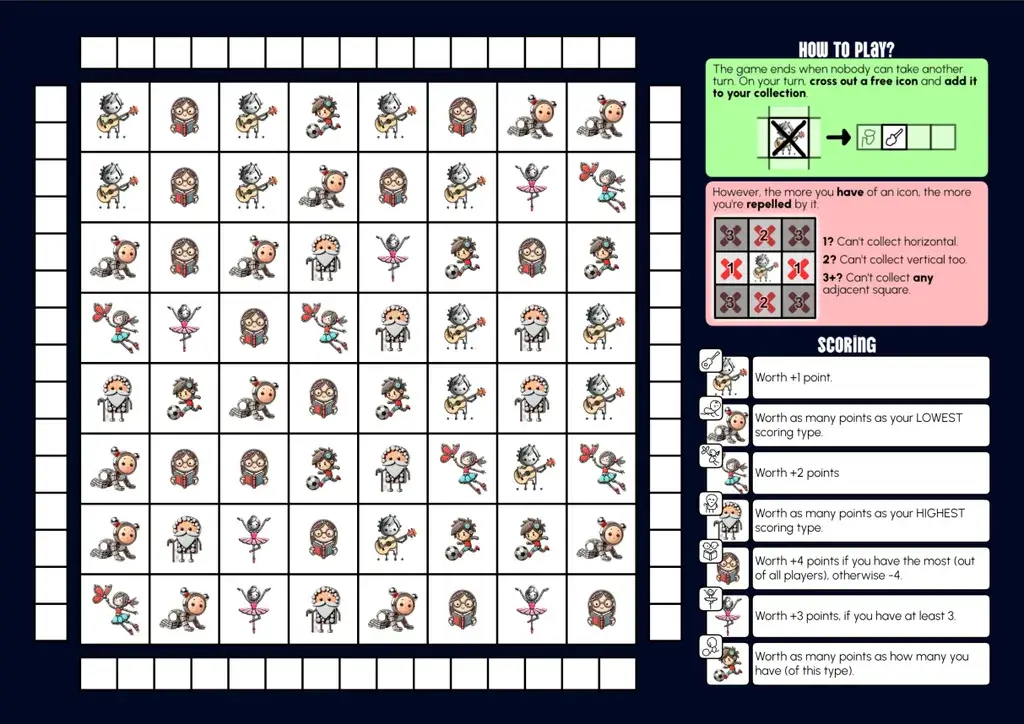 HOW TO PLAY?
The game ends when nobody can take another
turn. On your turn, cross out a free icon and add it
to your collection.
However, the more you have of an icon, the more
you're repelled by it.
3 2 3
1 1
3 2 3
1? Can't collect horizontal.
2? Can't collect vertical too.
3+? Can't collect any
adjacent square.
SCORING
Worth +1 point.
Worth as many points as your LOWEST
scoring type.
Worth +2 points
Worth as many points as your HIGHEST
scoring type.
Worth +4 points if you have the most (out
of all players), otherwise -4.
Worth +3 points, if you have at least 3.
Worth as many points as how many you
have (of this type).